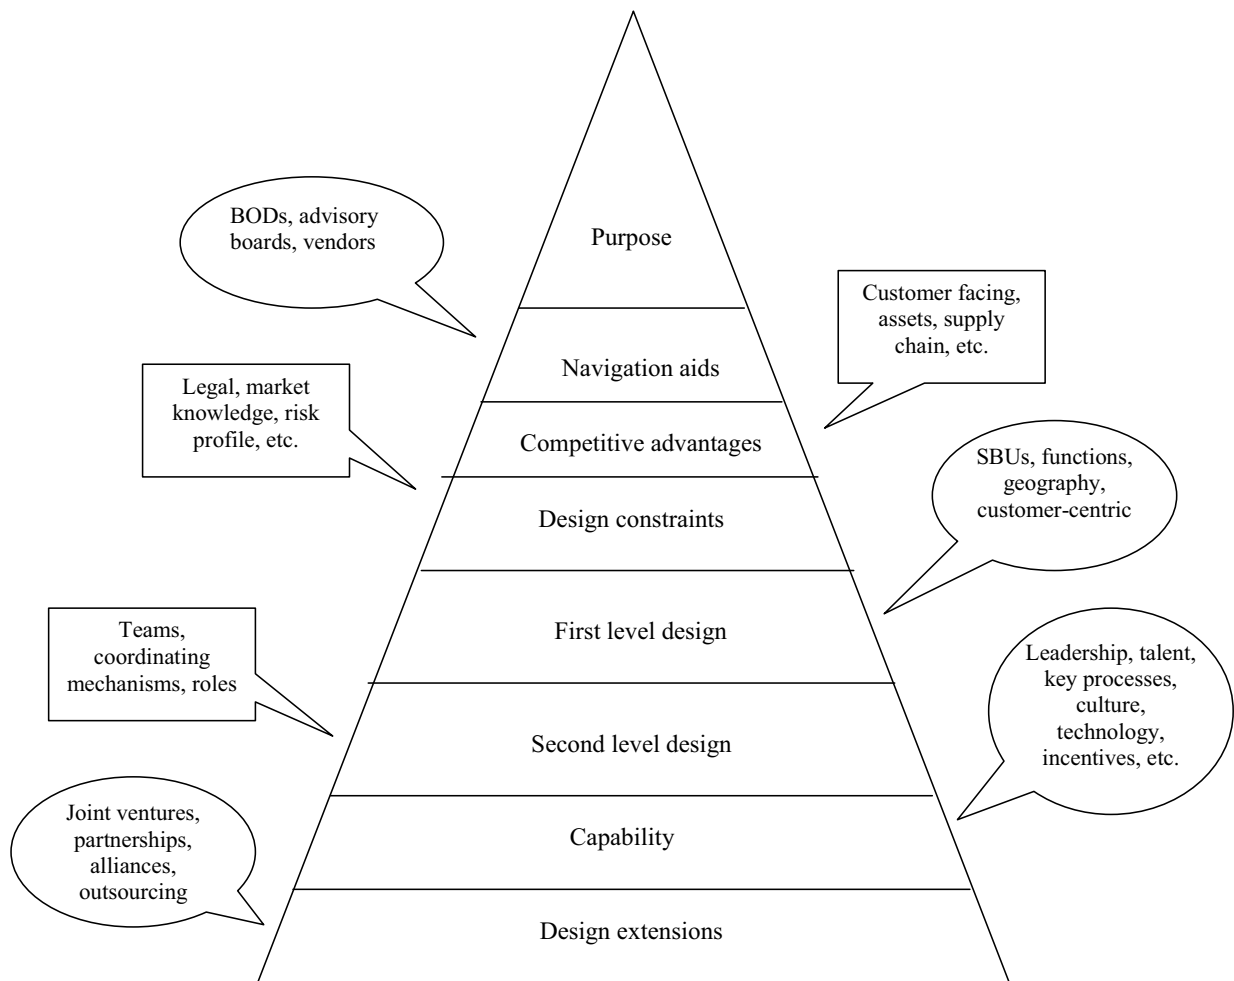 BODs, advisory
boards, vendors
Purpose
Customer facing,
assets, supply
chain, etc.
Navigation aids
Legal, market
knowledge, risk
profile, etc.
Competitive advantages
SBUs, functions,
geography,
customer-centric
Design constraints
First level design
Teams,
coordinating
mechanisms, roles
Leadership, talent,
key processes,
culture,
technology,
incentives, etc.
Second level design
Joint ventures,
partnerships,
alliances,
outsourcing
Capability
Design extensions